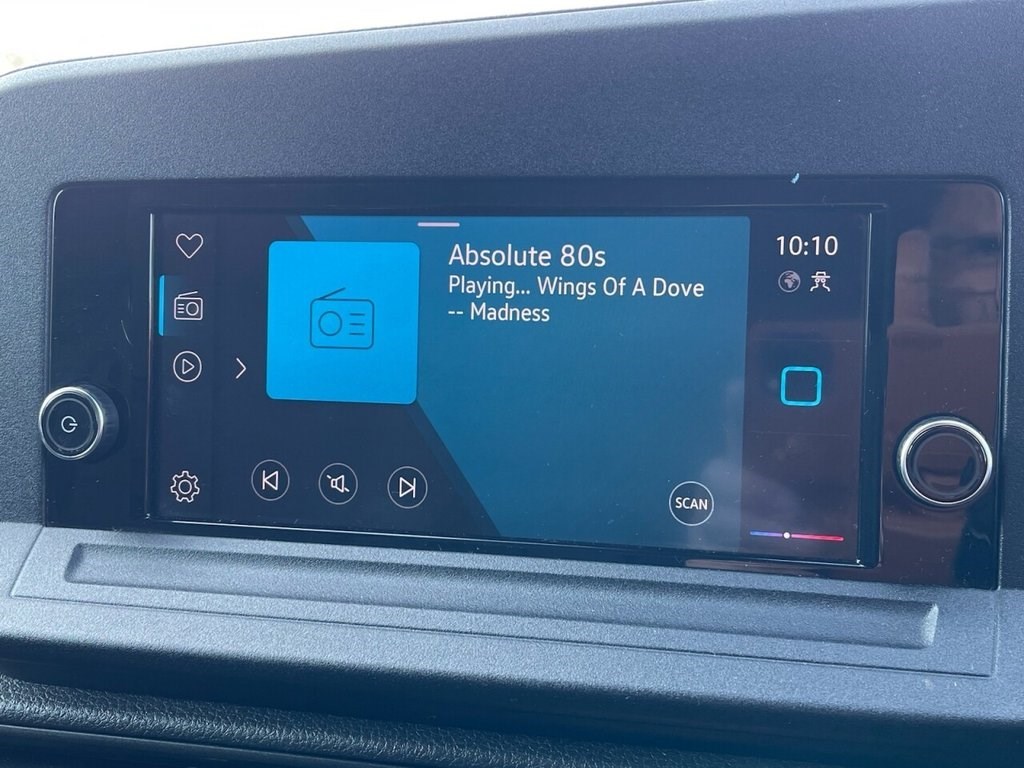 Absolute 80s
Playing... Wings Of A Dove
-- Madness
10:10
SCAN